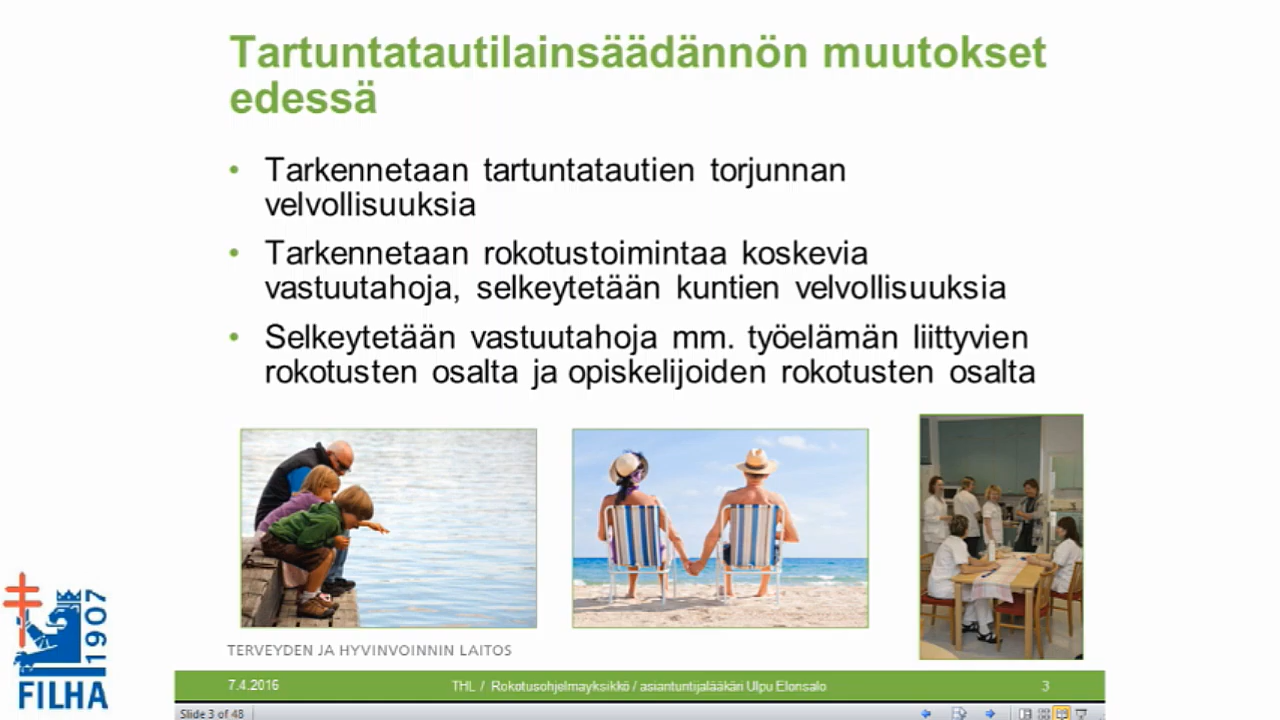 Tartuntatautilainsäädännön muutokset
edessä
• Tarkennetaan tartuntatautien torjunnan
velvollisuuksia
• Tarkennetaan rokotustoimintaa koskevia
vastuutahoja, selkeytetään kuntien velvollisuuksia
• Selkeytetään vastuutahoja mm. työelämän liittyvien
rokotusten osalta ja opiskelijoiden rokotusten osalta
TERVEYDEN JA HYVINVOINNIN LAITOS
1907
FILHA
7.4.2016 THL / Rokotusohjelmayksikkö / asiantuntijalääkäri Ulpu Elonsalo 3
Slide 3 of 48